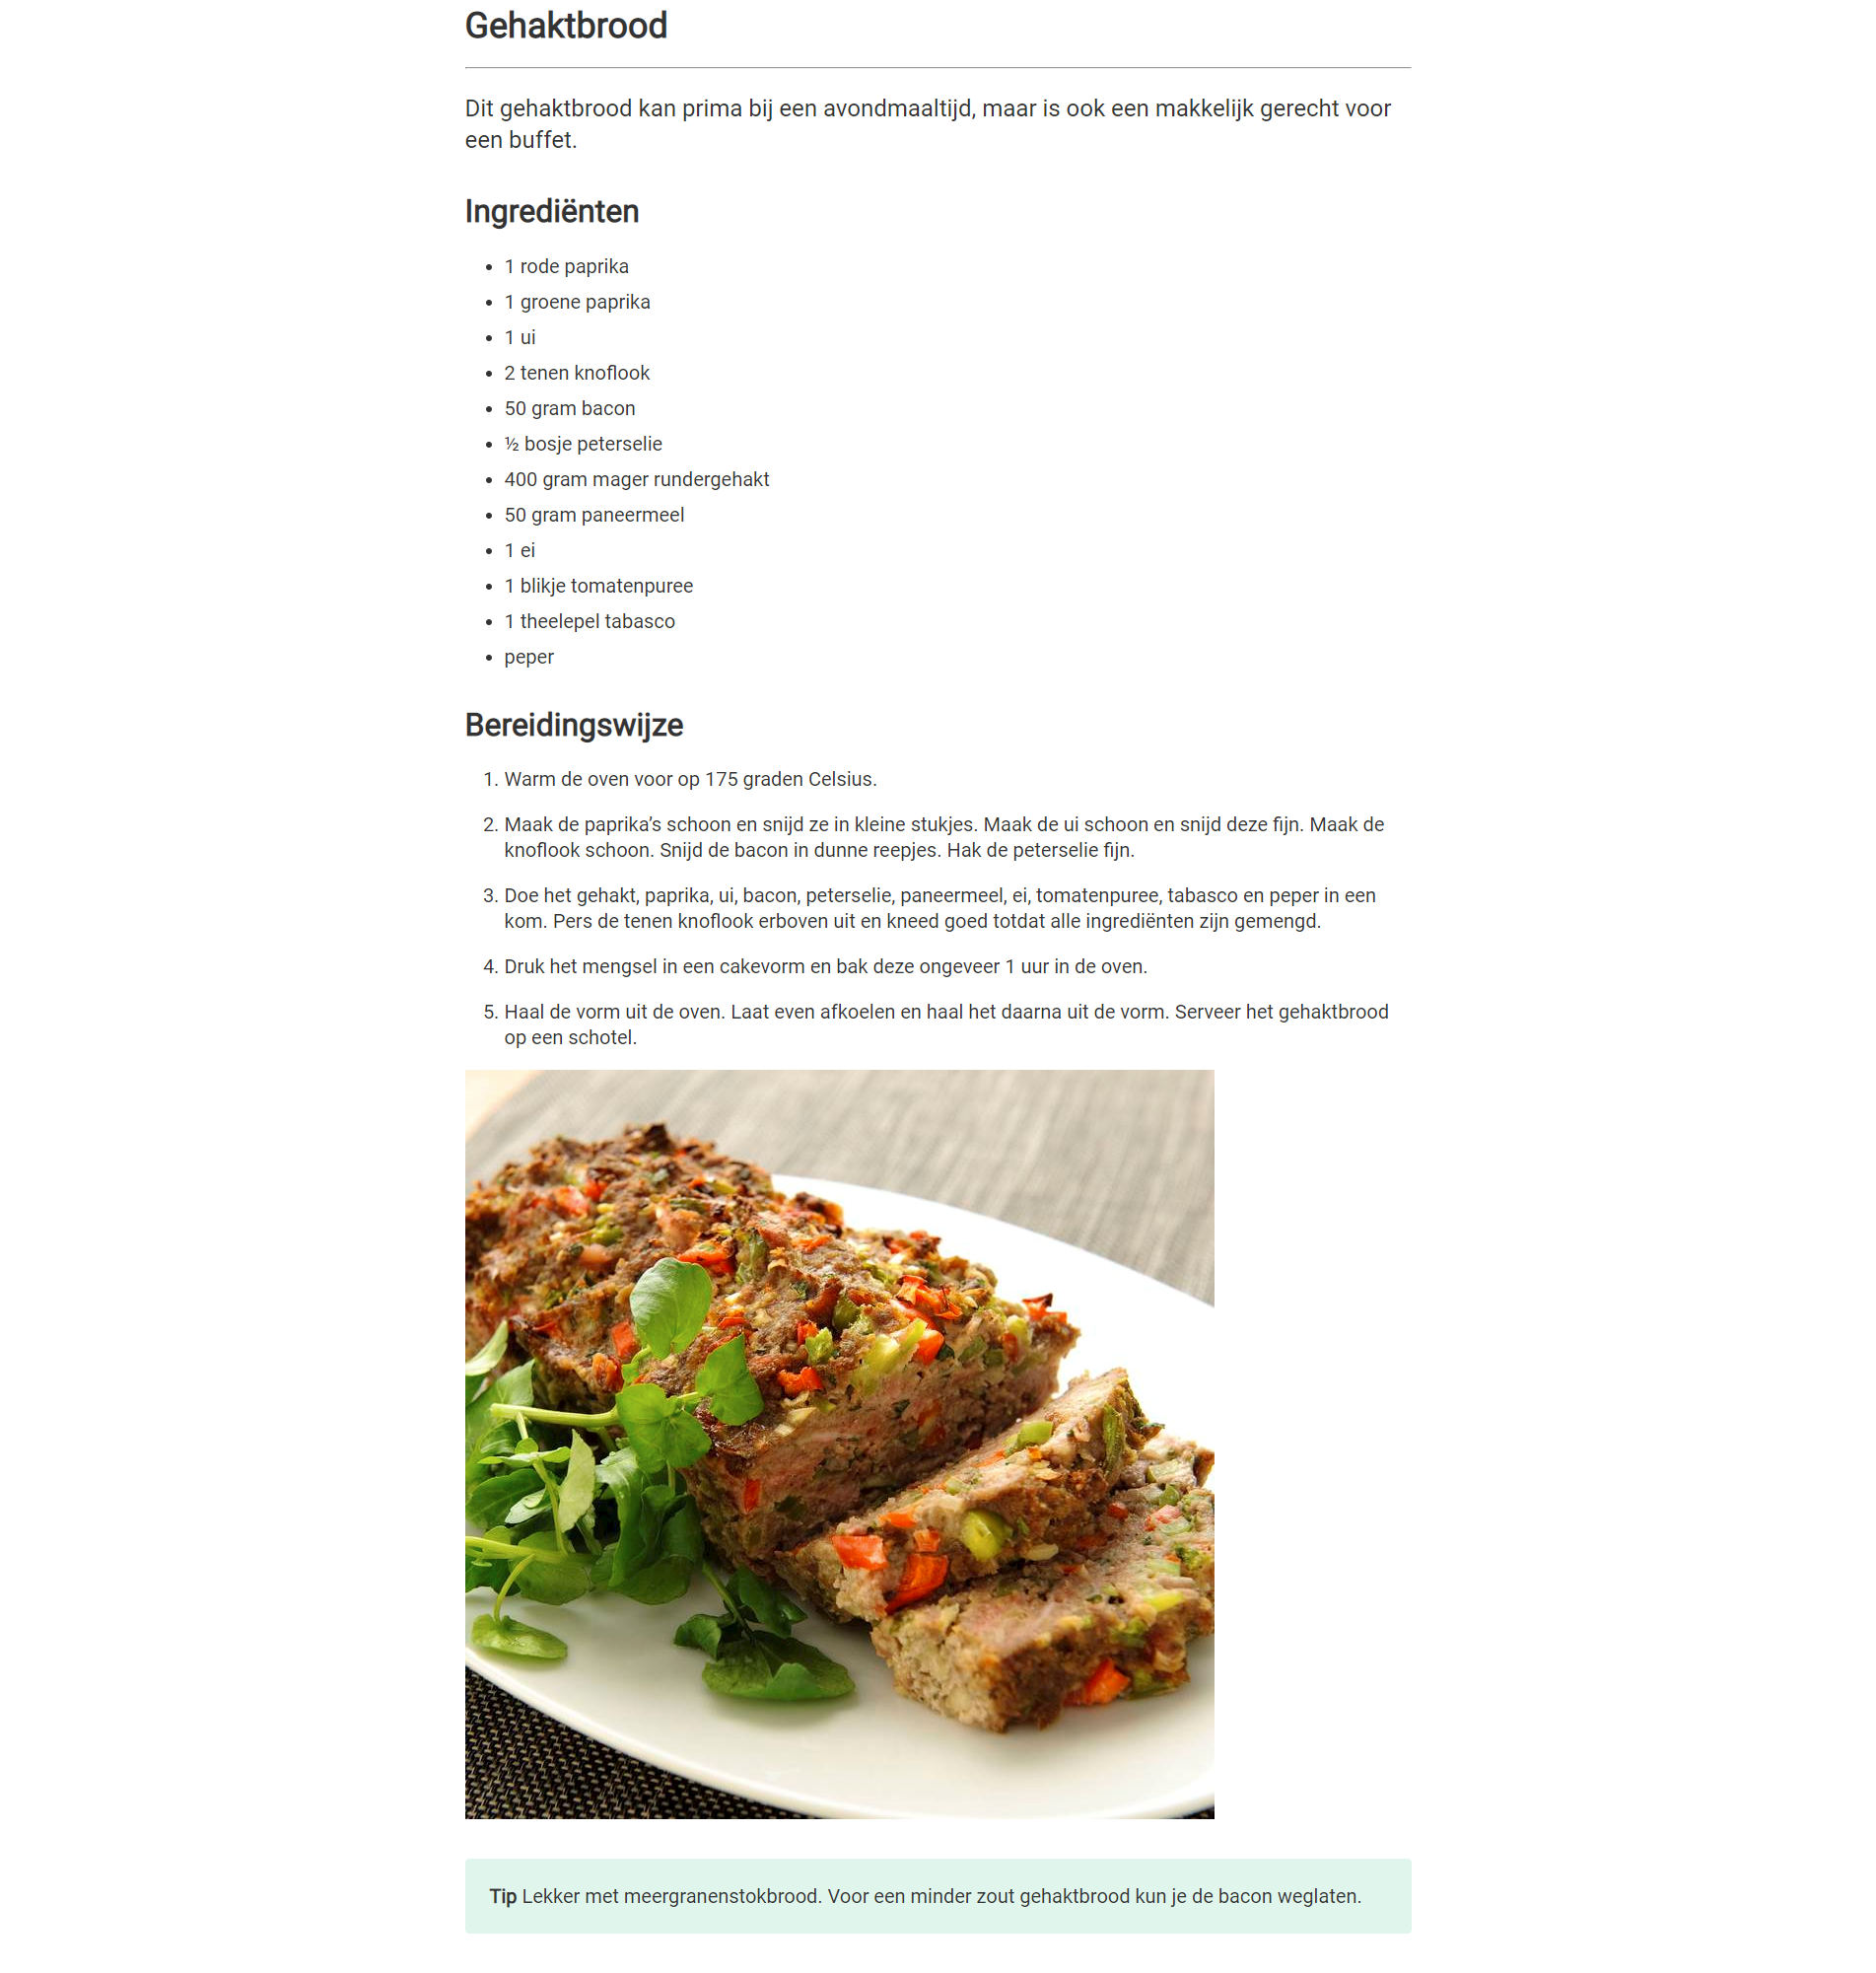 Gehaktbrood
Dit gehaktbrood kan prima bij een avondmaaltijd, maar is ook een makkelijk gerecht voor
een buffet.
Ingrediënten
• 1 rode paprika
• 1 groene paprika
• 1 ui
• 2 tenen knoflook
• 50 gram bacon
• ½ bosje peterselie
• 400 gram mager rundergehakt
• 50 gram paneermeel
• 1 ei
• 1 blikje tomatenpuree
• 1 theelepel tabasco
• peper
Bereidingswijze
1. Warm de oven voor op 175 graden Celsius.
2. Maak de paprika’s schoon en snijd ze in kleine stukjes. Maak de ui schoon en snijd deze fijn. Maak de
knoflook schoon. Snijd de bacon in dunne reepjes. Hak de peterselie fijn.
3. Doe het gehakt, paprika, ui, bacon, peterselie, paneermeel, ei, tomatenpuree, tabasco en peper in een
kom. Pers de tenen knoflook erboven uit en kneed goed totdat alle ingrediënten zijn gemengd.
4. Druk het mengsel in een cakevorm en bak deze ongeveer 1 uur in de oven.
5. Haal de vorm uit de oven. Laat even afkoelen en haal het daarna uit de vorm. Serveer het gehaktbrood
op een schotel.
Tip Lekker met meergranenstokbrood. Voor een minder zout gehaktbrood kun je de bacon weglaten.